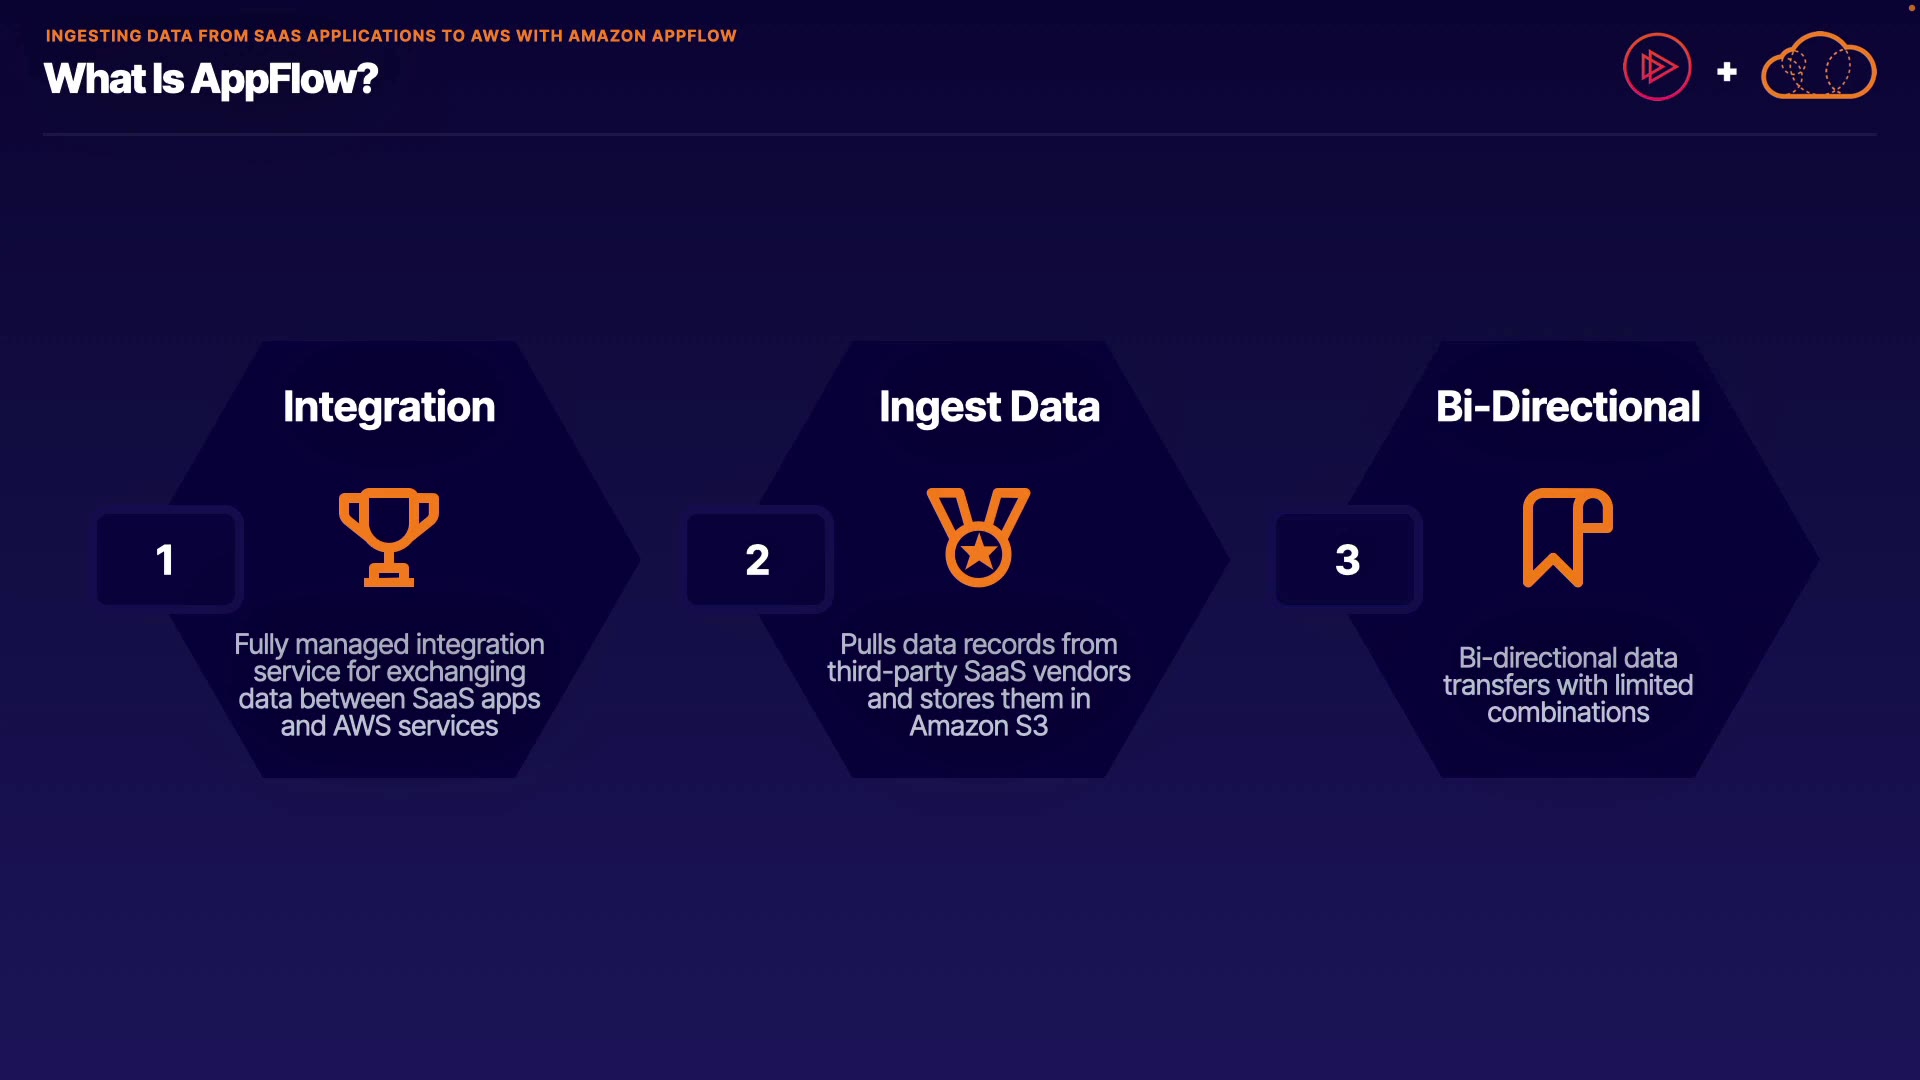 INGESTING DATA FROM SAAS APPLICATIONS TO AWS WITH AMAZON APPFLOW
What Is AppFlow?
+
1
Integration
Fully managed integration
service for exchanging
data between SaaS apps
and AWS services
2
Ingest Data
Pulls data records from
third-party SaaS vendors
and stores them in
Amazon S3
3
Bi-Directional
Bi-directional data
transfers with limited
combinations